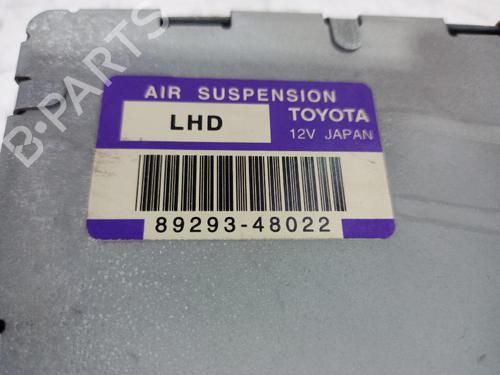 AIR SUSPENSION
LHD
TOYOTA
12V JAPAN
89293-48022
B-PARTS